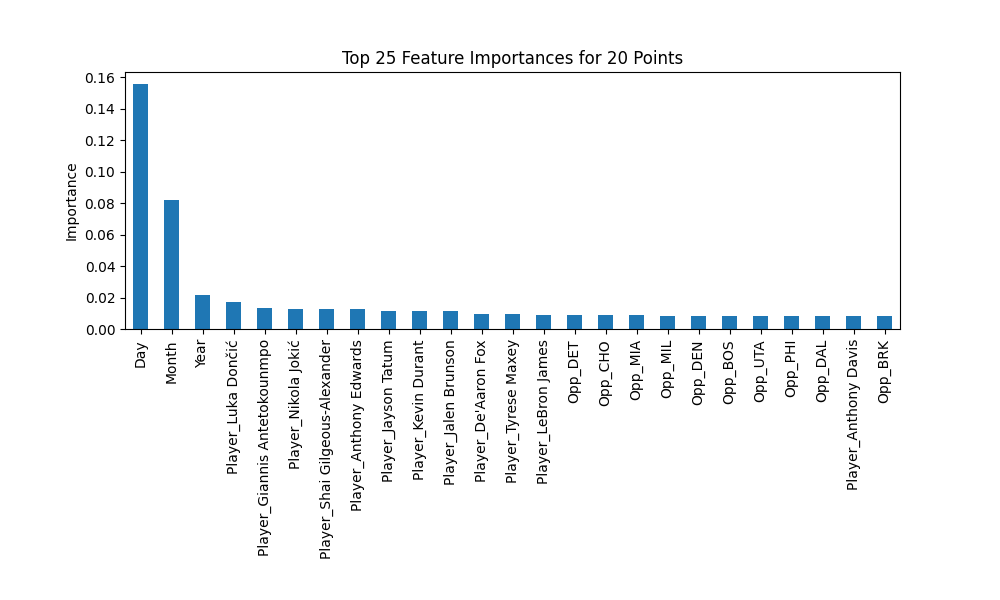 Top 25 Feature Importances for 20 Points
Importance
0.16
0.14
0.12
0.10
0.08
0.06
0.04
0.02
0.00
Day
Month
Year
Player_Luka Dončić
Player_Giannis Antetokounmpo
Player_Nikola Jokić
Player_Shai Gilgeous-Alexander
Player_Anthony Edwards
Player_Jayson Tatum
Player_Kevin Durant
Player_Jalen Brunson
Player_De'Aaron Fox
Player_Tyrese Maxey
Player_LeBron James
Opp_DET
Opp_CHO
Opp_MIA
Opp_MIL
Opp_DEN
Opp_BOS
Opp_UTA
Opp_PHI
Opp_DAL
Player_Anthony Davis
Opp_BRK